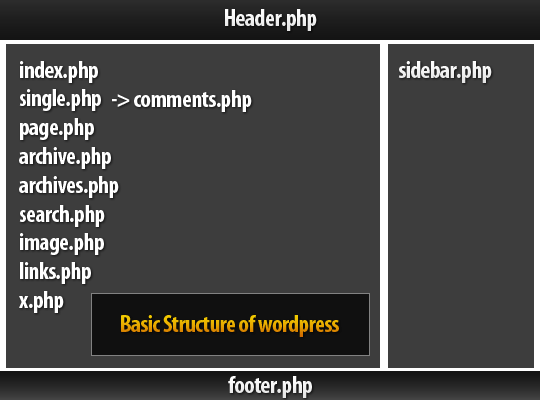 Header.php
index.php
single.php -> comments.php
page.php
archive.php
archives.php
search.php
image.php
links.php
x.php
sidebar.php
Basic Structure of wordpress
footer.php